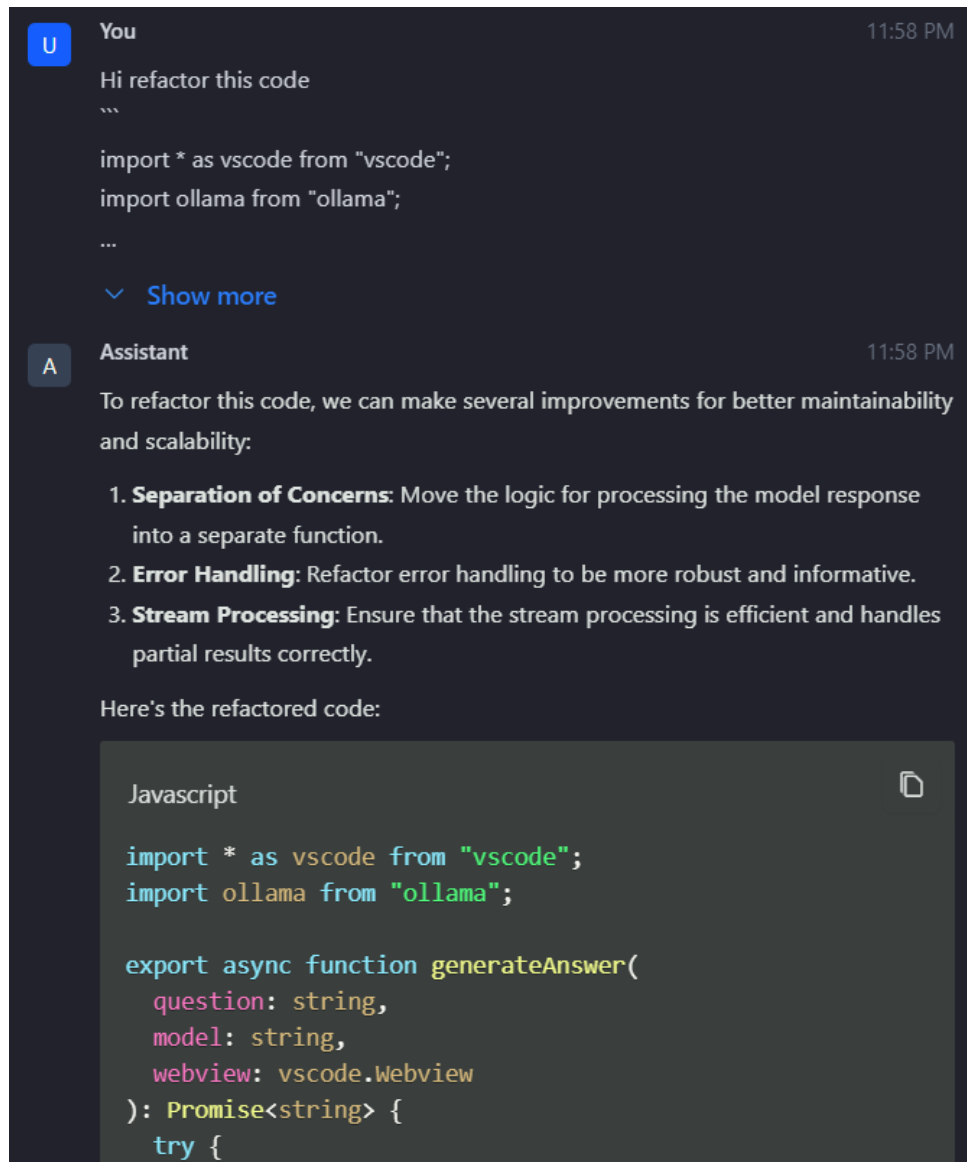 U
You
11:58 PM
Hi refactor this code
```
import * as vscode from "vscode";
import ollama from "ollama";
...
Show more
A
Assistant
11:58 PM
To refactor this code, we can make several improvements for better maintainability
and scalability:
1. Separation of Concerns: Move the logic for processing the model response
into a separate function.
2. Error Handling: Refactor error handling to be more robust and informative.
3. Stream Processing: Ensure that the stream processing is efficient and handles
partial results correctly.
Here's the refactored code:
Javascript
import * as vscode from "vscode";
import ollama from "ollama";
export async function generateAnswer(
question: string,
model: string,
webview: vscode.Webview
): Promise<string> {
try {